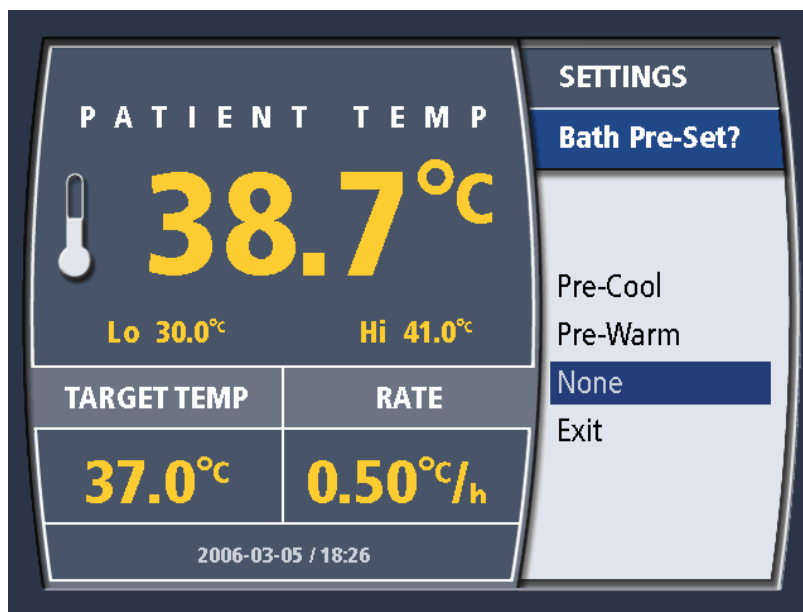 PATIENT TEMP
38.7°C
Lo 30.0°C Hi 41.0°C
TARGET TEMP
37.0°C
RATE
0.50°C/h
2006-03-05 / 18:26
SETTINGS
Bath Pre-Set?
Pre-Cool
Pre-Warm
None
Exit